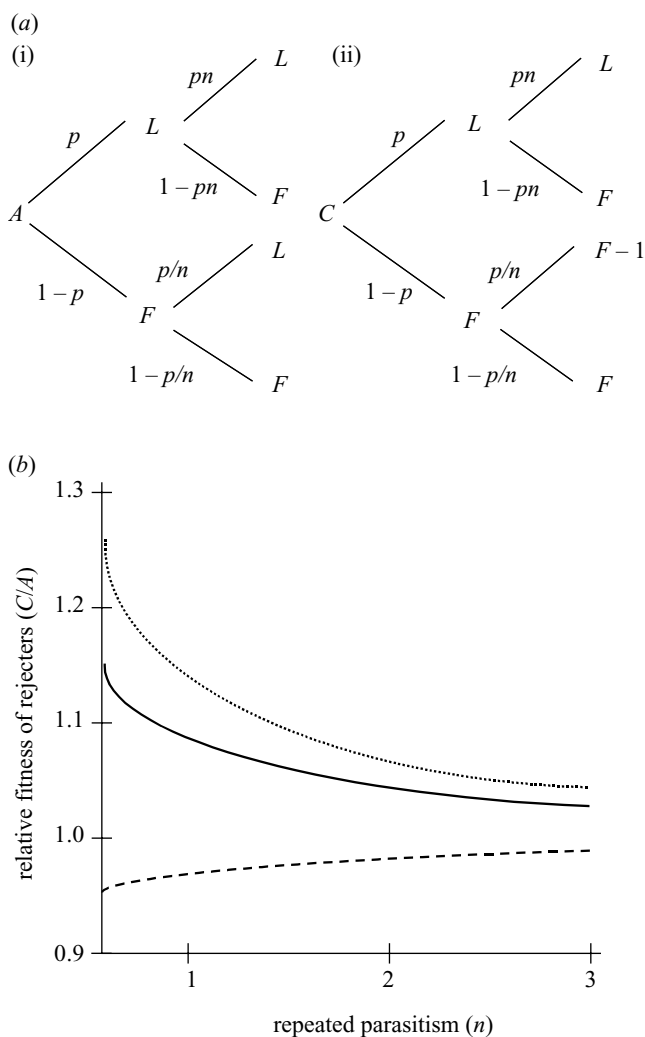 (a)
(i)
(ii)
L
pn
p
L
1 – pn
F
A
L
p/n
1 – p
F
1 – p/n
F
L
pn
p
L
1 – pn
F
C
F – 1
p/n
1 – p
F
1 – p/n
F
(b)
1.3
1.2
1.1
1.0
0.9
relative fitness of rejecters (C/A)
1
2
3
repeated parasitism (n)